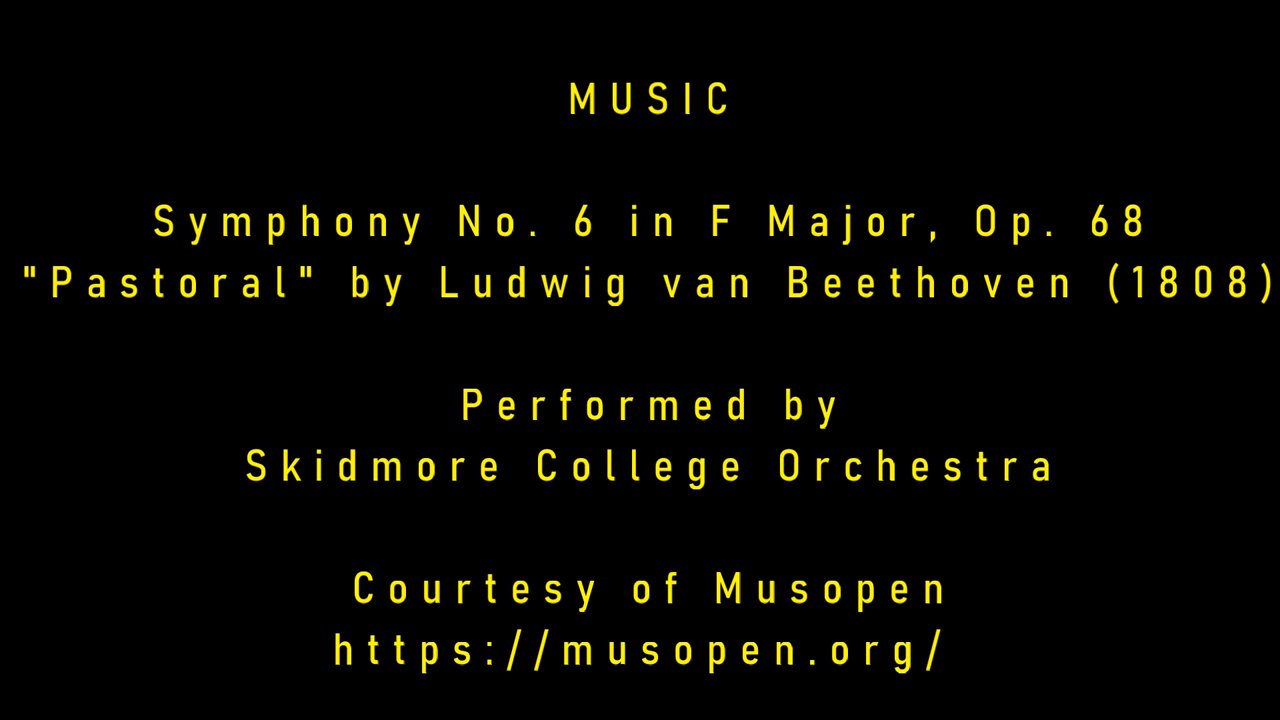 MUSIC
Symphony No. 6 in F Major, Op. 68
"Pastoral" by Ludwig van Beethoven (1808)
Performed by
Skidmore College Orchestra
Courtesy of Musopen
https://musopen.org/